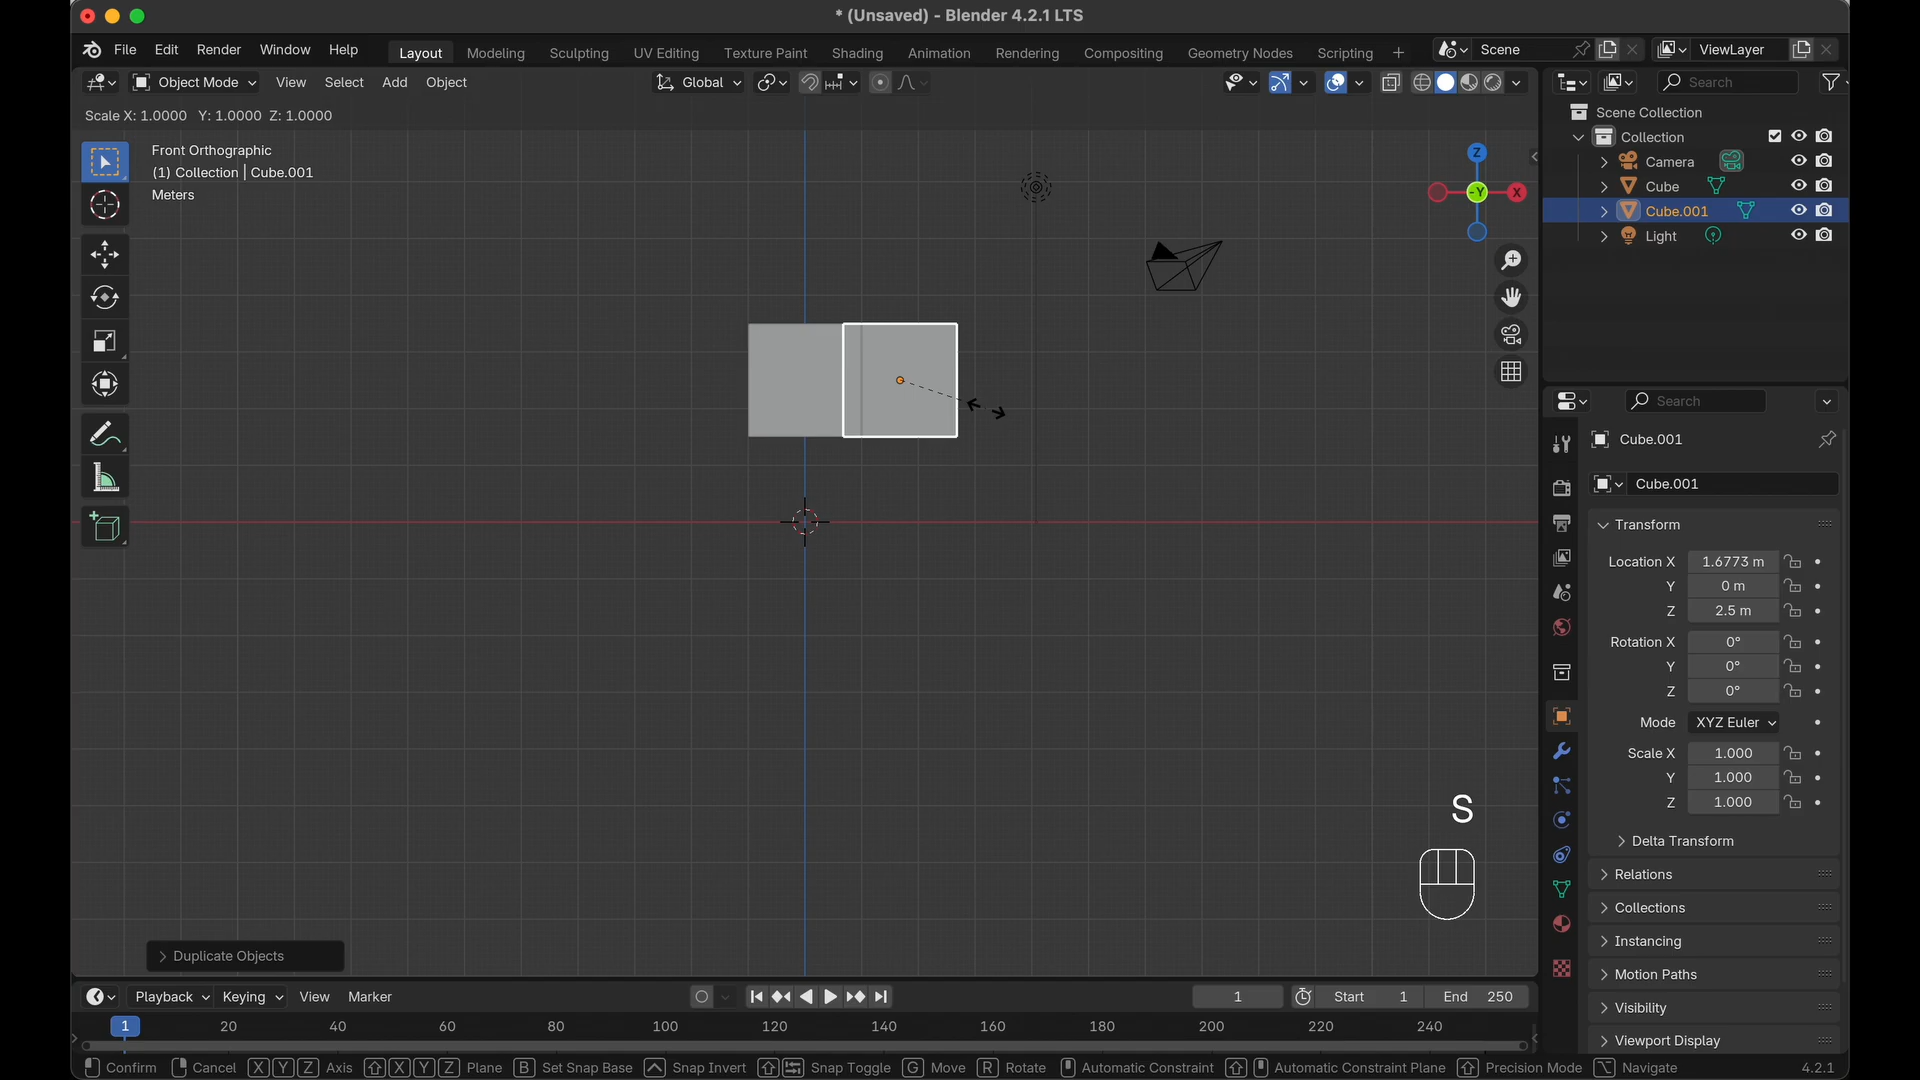 * (Unsaved) - Blender 4.2.1 LTS
File Edit Render Window Help Layout Modeling Sculpting UV Editing Texture Paint Shading Animation Rendering Compositing Geometry Nodes Scripting + Scene ViewLayer
Object Mode View Select Add Object Global Search
Scale X: 1.0000 Y: 1.0000 Z: 1.0000
Scene Collection
Collection
Camera
Cube
Cube.001
Light
Front Orthographic
(1) Collection | Cube.001
Meters
Z
-Y
X
Search
Cube.001
Cube.001
Transform
Location X 1.6773 m
Y 0 m
Z 2.5 m
Rotation X 0°
Y 0°
Z 0°
Mode XYZ Euler
Scale X 1.000
Y 1.000
Z 1.000
Delta Transform
Relations
Collections
Instancing
Motion Paths
Visibility
Viewport Display
S
Duplicate Objects
Playback Keying View Marker 1 Start 1 End 250
1 20 40 60 80 100 120 140 160 180 200 220 240
Confirm Cancel X Y Z Axis X Y Z Plane B Set Snap Base Snap Invert Snap Toggle G Move R Rotate Automatic Constraint Automatic Constraint Plane Precision Mode Navigate 4.2.1